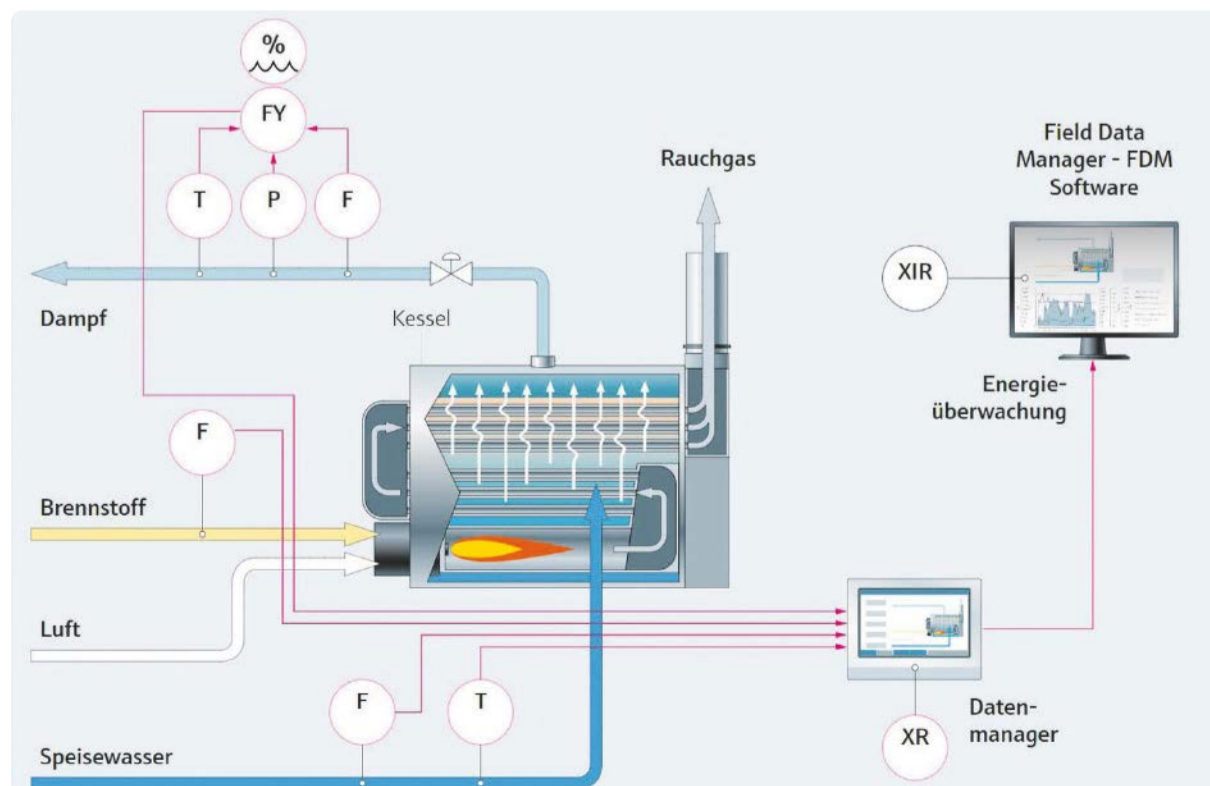 %
FY
T
P
F
Rauchgas
Field Data
Manager - FDM
Software
XIR
Dampf
Kessel
Energie-
überwachung
F
Brennstoff
Luft
F
T
Daten-
manager
XR
Speisewasser